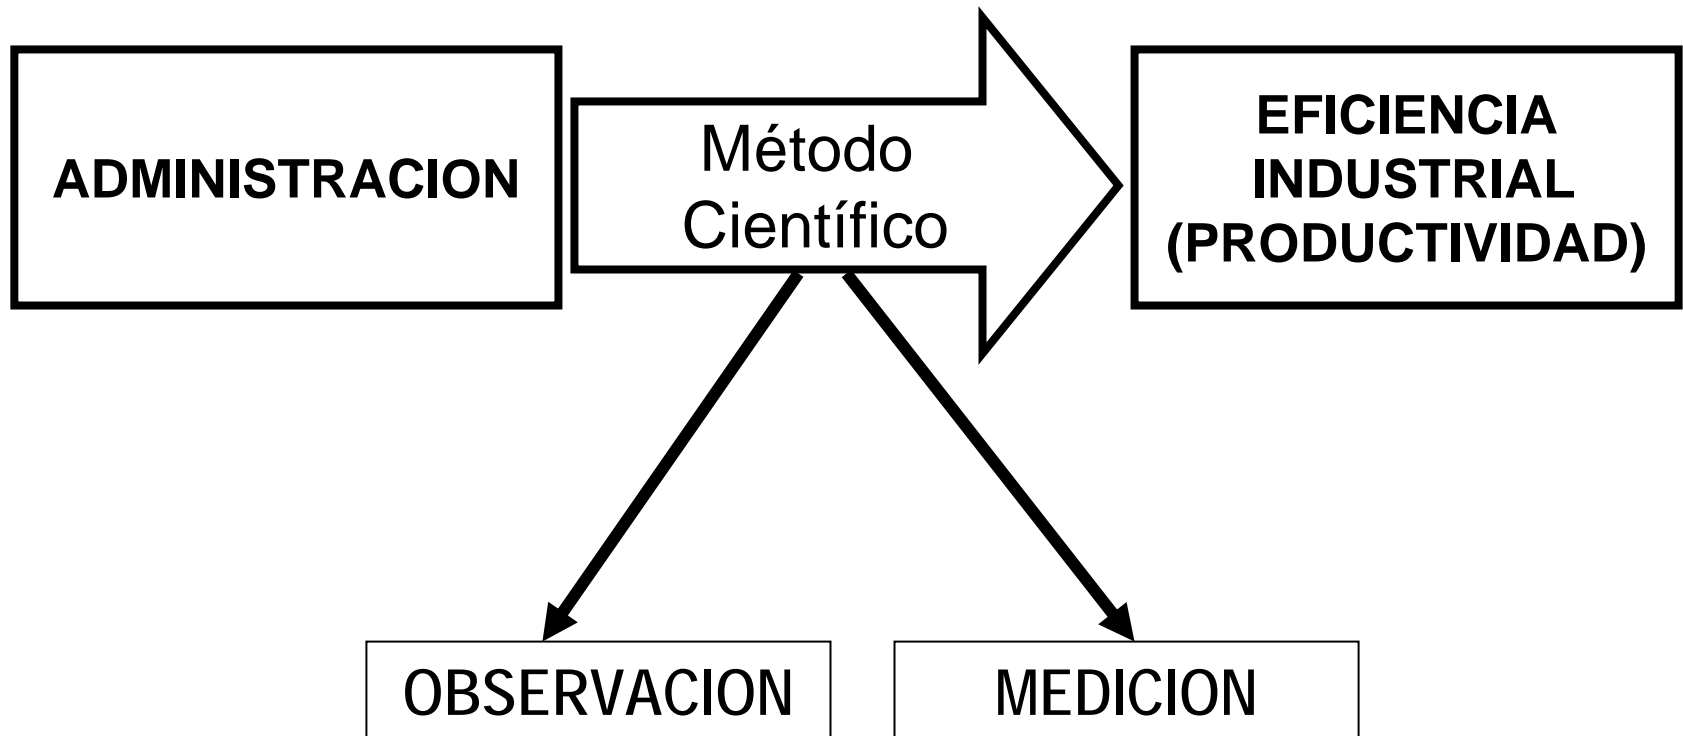 ADMINISTRACION
Método
Científico
EFICIENCIA
INDUSTRIAL
(PRODUCTIVIDAD)
OBSERVACION
MEDICION